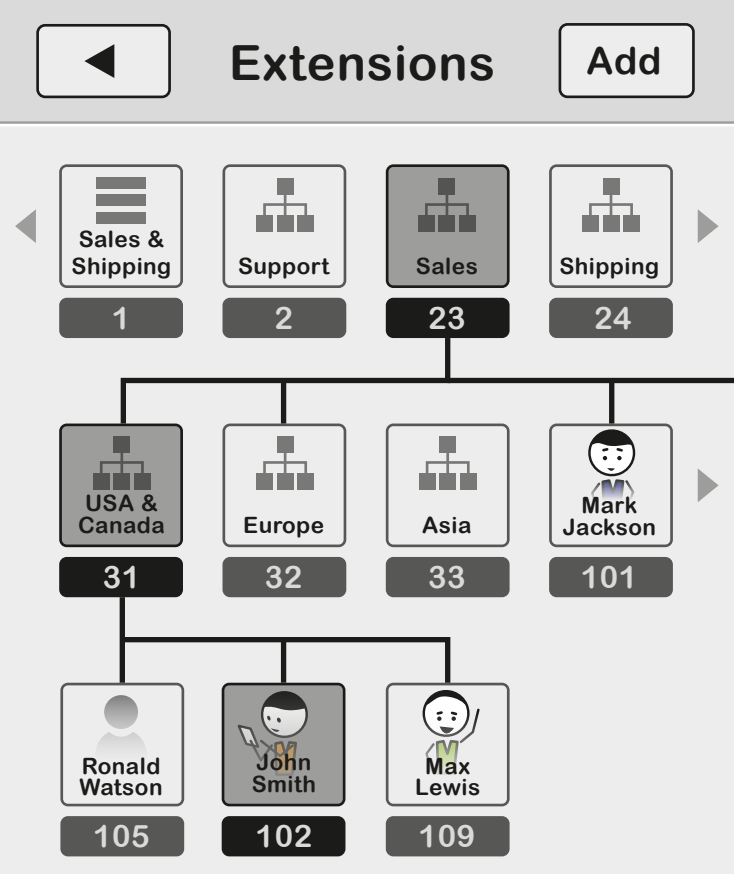 Extensions
Add
Sales &
Shipping
Support
Sales
Shipping
1
2
23
24
USA &
Canada
Europe
Asia
Mark
Jackson
31
32
33
101
Ronald
Watson
John
Smith
Max
Lewis
105
102
109